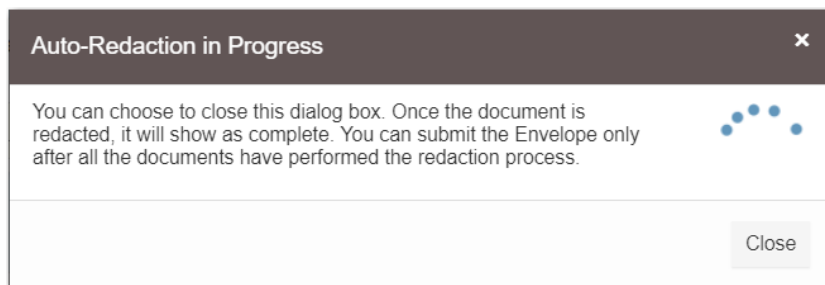 Auto-Redaction in Progress
×
You can choose to close this dialog box. Once the document is
redacted, it will show as complete. You can submit the Envelope only
after all the documents have performed the redaction process.
Close